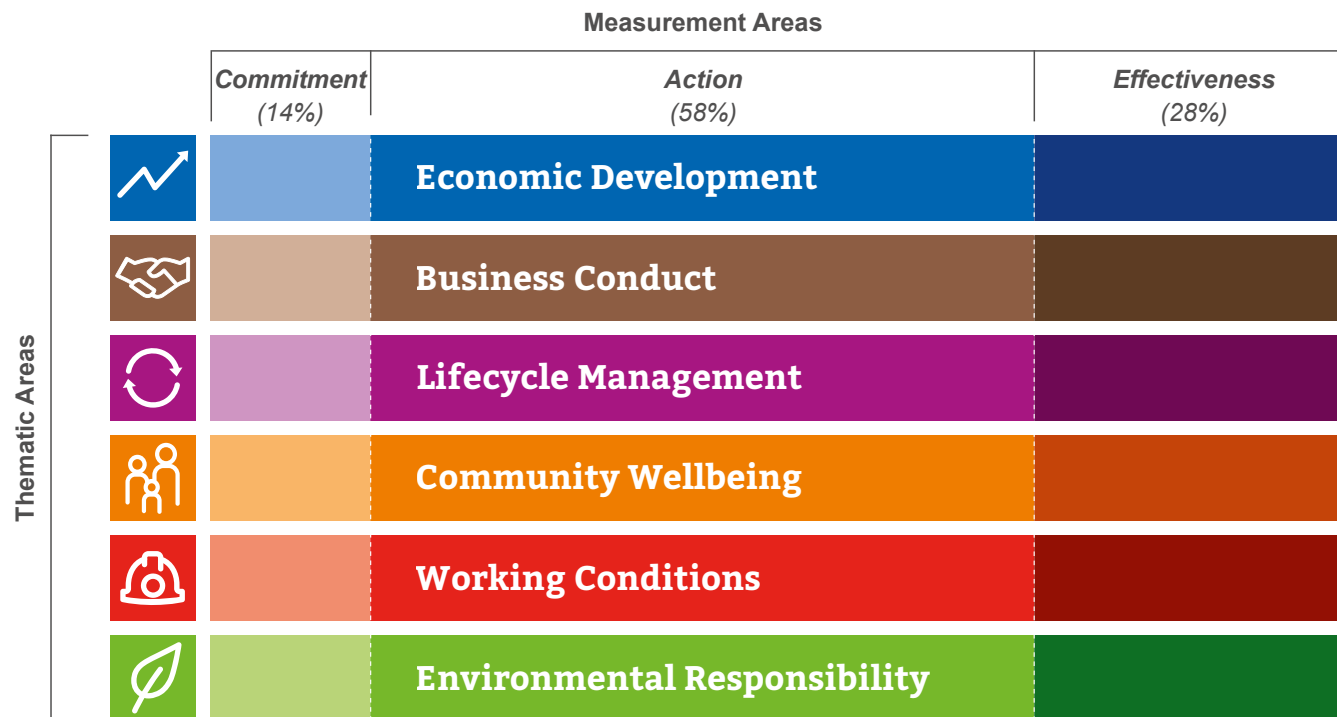 Measurement Areas
Commitment
(14%)
Action
(58%)
Effectiveness
(28%)
Thematic Areas
Economic Development
Business Conduct
Lifecycle Management
Community Wellbeing
Working Conditions
Environmental Responsibility